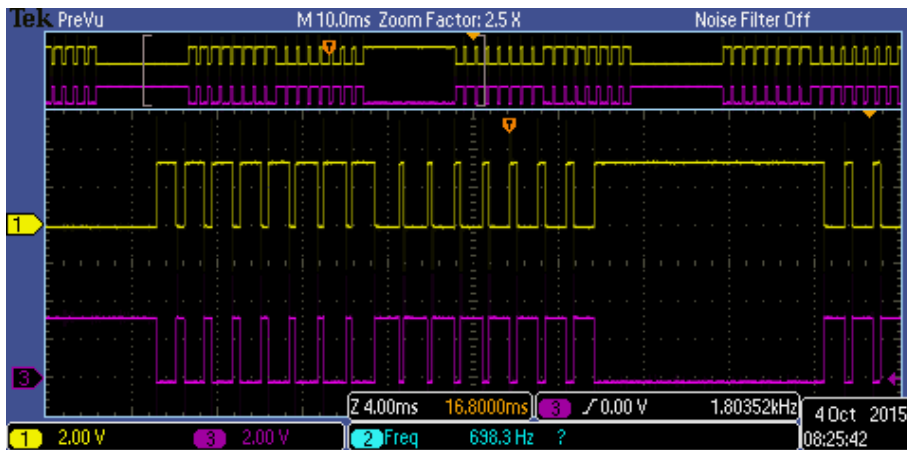 Tek PreVu M 10.0ms Zoom Factor: 2.5 X Noise Filter Off
T
T
1
3
Z 4.00ms 16.8000ms 3 / 0.00 V 1.80352kHz
1 2.00 V 3 2.00 V 2 Freq 698.3 Hz ?
4 Oct 2015
08:25:42